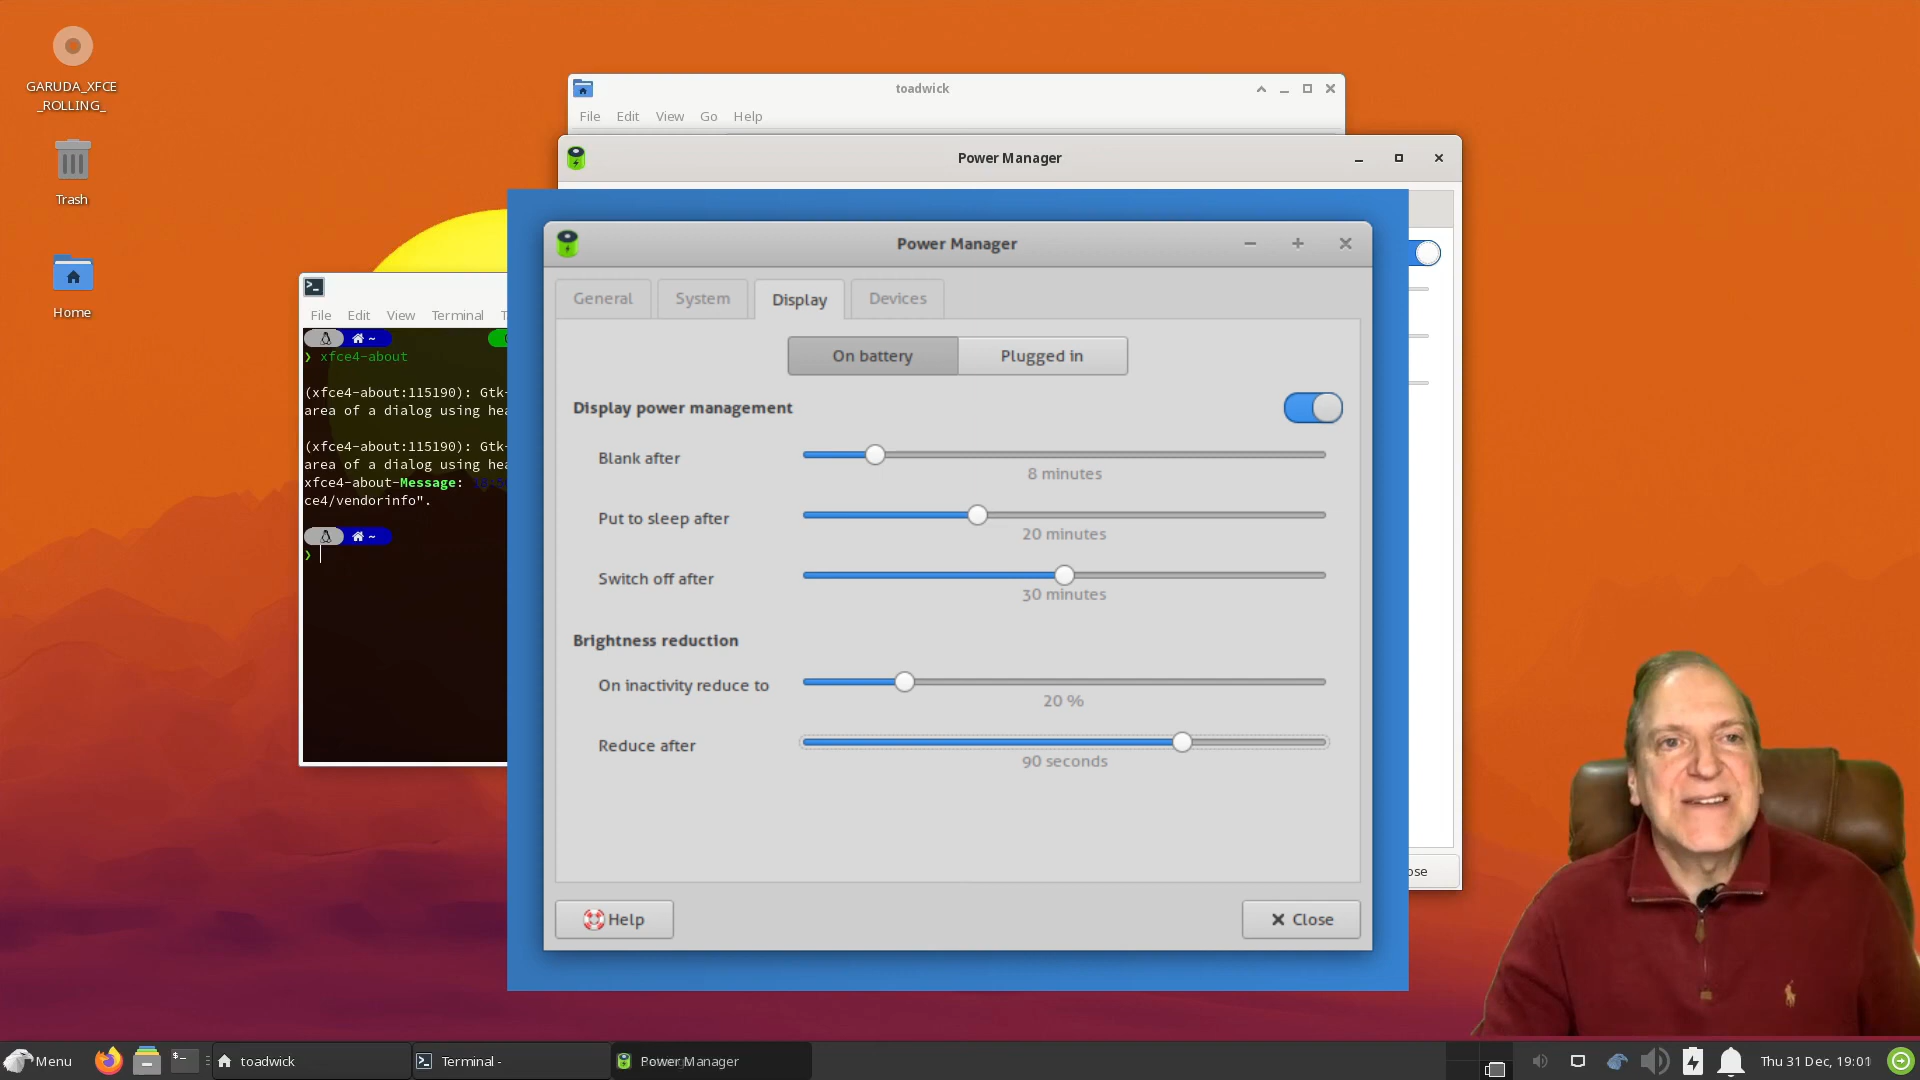 GARUDA_XFCE
_ROLLING_
Trash
Home
toadwick
File Edit View Go Help
Power Manager
File Edit View Terminal T
~
xfce4-about
(xfce4-about:115190): Gtk-
area of a dialog using hea
(xfce4-about:115190): Gtk-
area of a dialog using hea
xfce4-about-Message:
ce4/vendorinfo".
~
Power Manager
General System Display Devices
On battery Plugged in
Display power management
Blank after
8 minutes
Put to sleep after
20 minutes
Switch off after
30 minutes
Brightness reduction
On inactivity reduce to
20 %
Reduce after
90 seconds
Help Close
ose
Menu toadwick Terminal - Power Manager Thu 31 Dec, 19:01